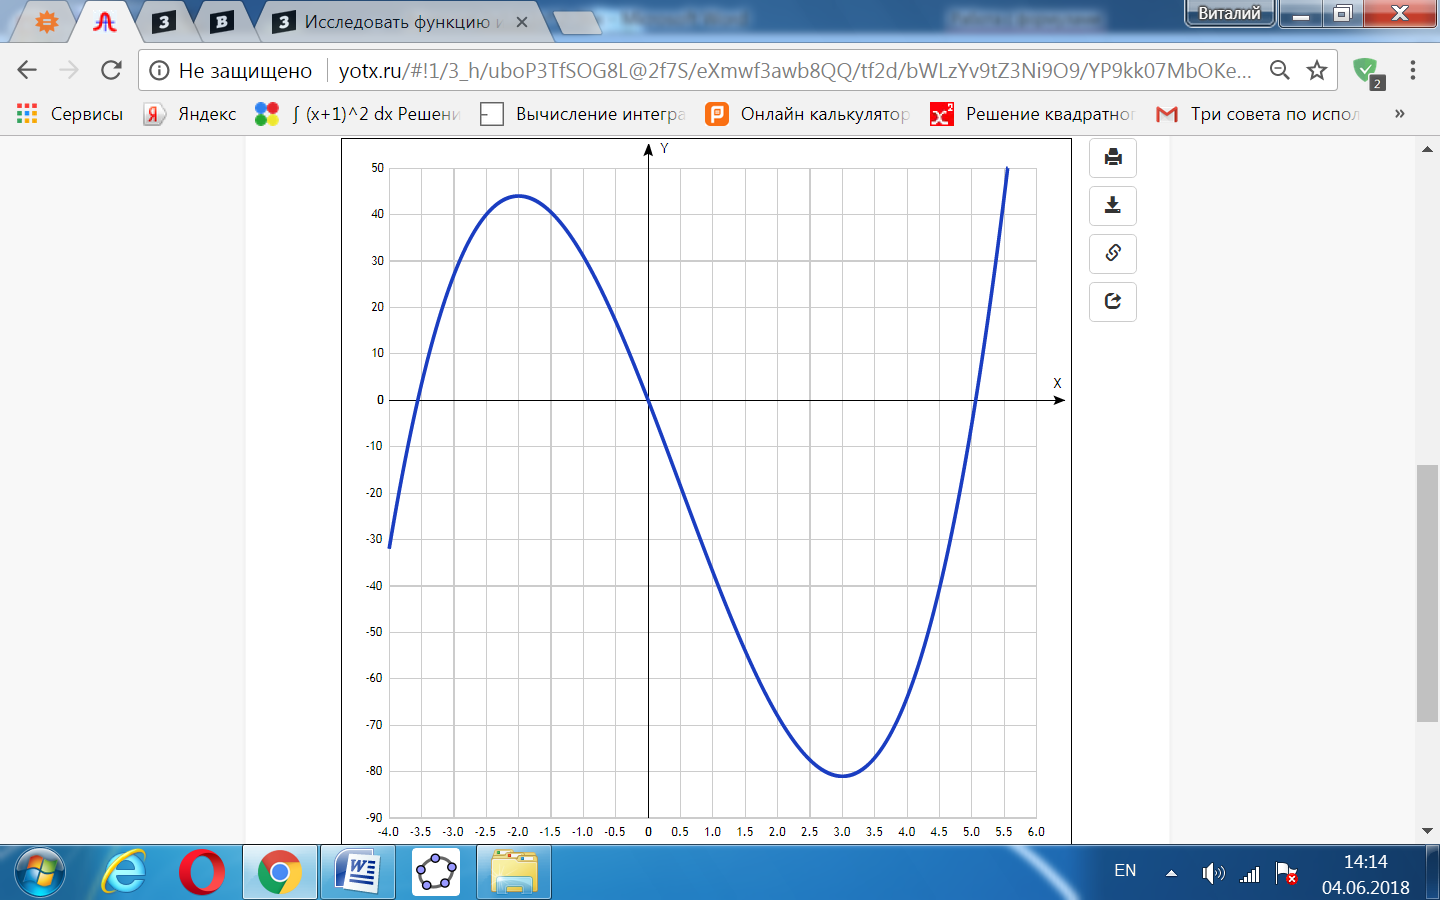 З
В
З Исследовать функцию и
Виталий
Не защищено yotx.ru/#!1/3_h/uboP3TfSOG8L@2f7S/eXmwf3awb8QQ/tf2d/bWLzYv9tZ3Ni9O9/YP9kk07MbOKe...
2
Сервисы Яндекс ∫ (x+1)^2 dx Решени Вычисление интегра Онлайн калькулятор Решение квадратног Три совета по испол »
Y
50
40
30
20
10
X
0
-10
-20
-30
-40
-50
-60
-70
-80
-90
-4.0 -3.5 -3.0 -2.5 -2.0 -1.5 -1.0 -0.5 0 0.5 1.0 1.5 2.0 2.5 3.0 3.5 4.0 4.5 5.0 5.5 6.0
EN
14:14
04.06.2018